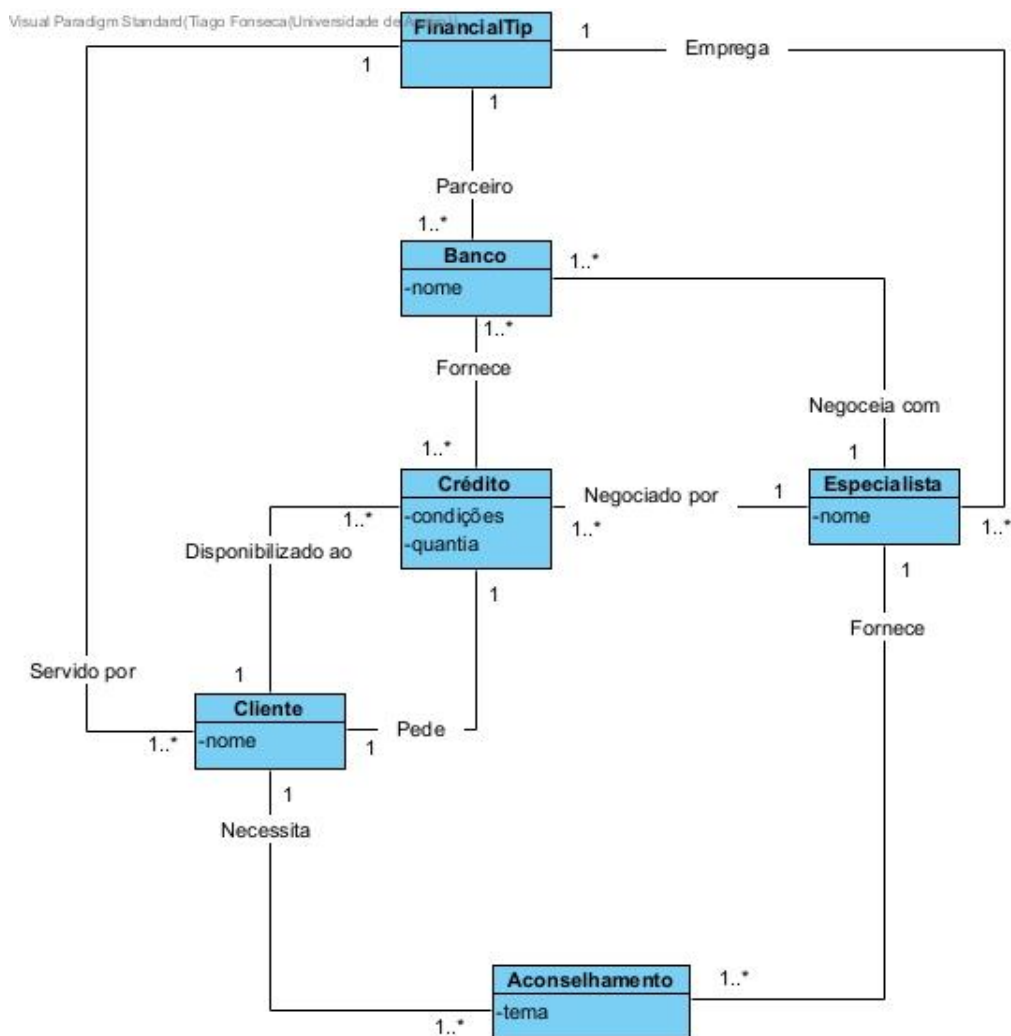 Visual Paradigm Standard(Tiago Fonseca(Universidade de
FinancialTip
1
Emprega
1
1
Parceiro
1..*
Banco
1..*
-nome
1..*
Fornece
Negoceia com
1..*
1
Crédito
Negociado por
1
Especialista
-condições
-nome
1..*
1..*
1..*
-quantia
Disponibilizado ao
1
1
Fornece
Servido por
1
Cliente
-nome
Pede
1..*
1
1
Necessita
Aconselhamento
1..*
-tema
1..*